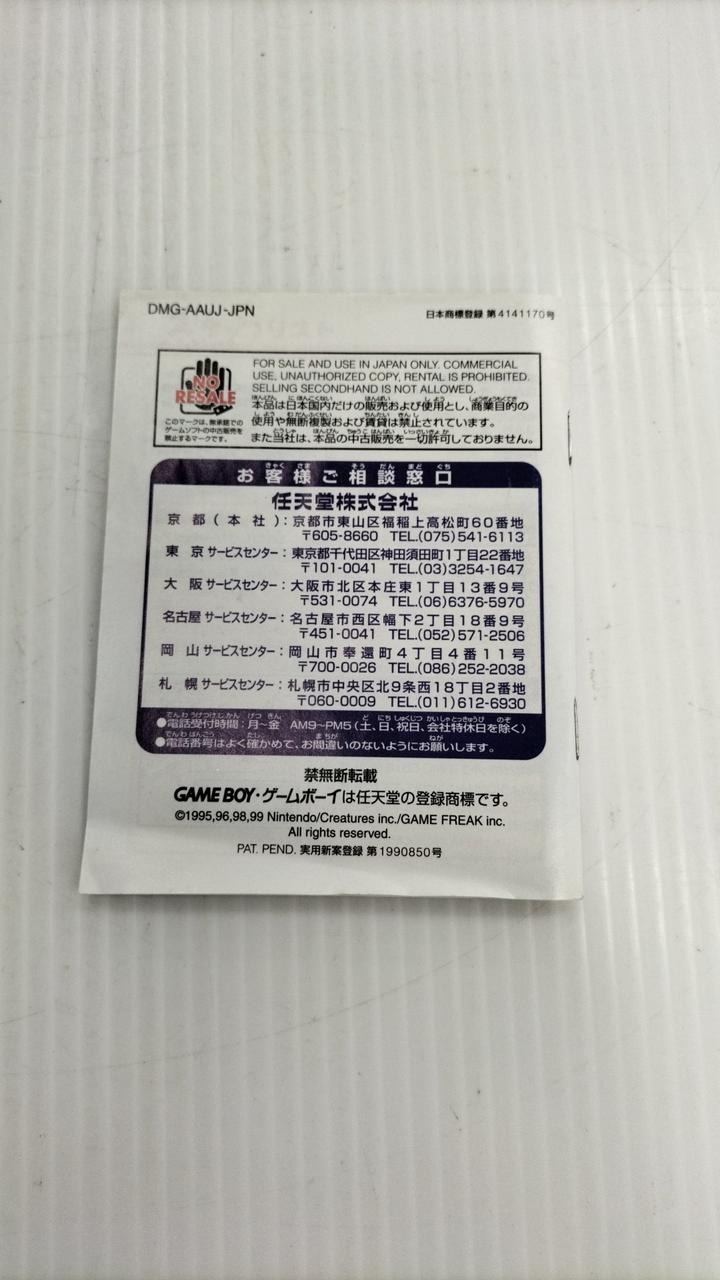 DMG-AAUJ-JPN
日本商標登録 第4141170号
NO
RESALE
このマークは、無承諾での
ゲームソフトの中古販売を
禁止するマークです。
FOR SALE AND USE IN JAPAN ONLY. COMMERCIAL
USE, UNAUTHORIZED COPY, RENTAL IS PROHIBITED.
SELLING SECONDHAND IS NOT ALLOWED.
本品は日本国内だけの販売および使用とし、商業目的の
使用や無断複製および賃貸は禁止されています。
また当社は、本品の中古販売を一切許可しておりません。
お客様ご相談窓口
任天堂株式会社
京都(本社):京都市東山区福稲上高松町60番地
〒605-8660 TEL.(075)541-6113
東京サービスセンター:東京都千代田区神田須田町1丁目22番地
〒101-0041 TEL.(03)3254-1647
大阪サービスセンター:大阪市北区本庄東1丁目13番9号
〒531-0074 TEL.(06)6376-5970
名古屋サービスセンター:名古屋市西区幅下2丁目18番9号
〒451-0041 TEL.(052)571-2506
岡山サービスセンター:岡山市奉還町4丁目4番11号
〒700-0026 TEL.(086)252-2038
札幌サービスセンター:札幌市中央区北9条西18丁目2番地
〒060-0009 TEL.(011)612-6930
●電話受付時間:月~金 AM9~PM5(土、日、祝日、会社特休日を除く)
●電話番号はよく確かめて、お間違いのないようにお願いします。
禁無断転載
GAME BOY・ゲームボーイは任天堂の登録商標です。
©1995,96,98,99 Nintendo/Creatures inc./GAME FREAK inc.
All rights reserved.
PAT. PEND. 実用新案登録 第1990850号